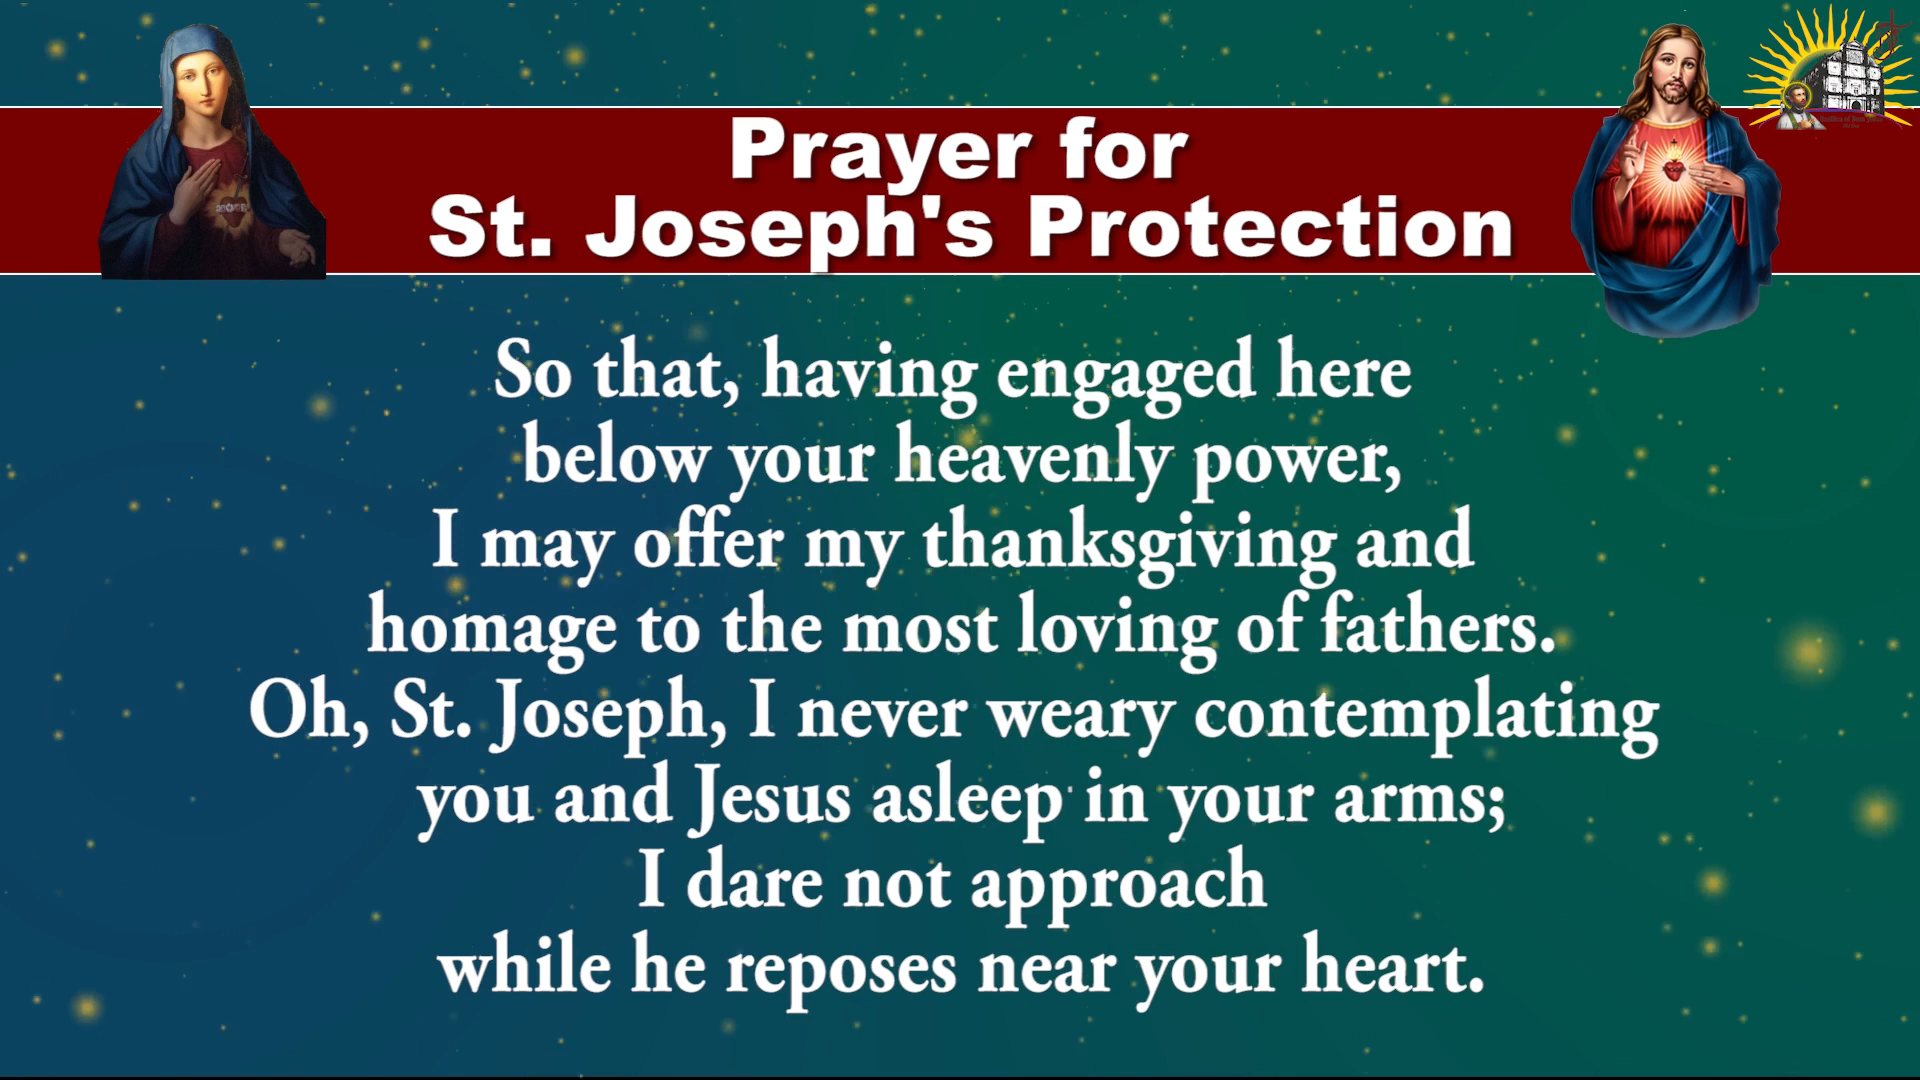 Prayer for
St. Joseph's Protection
So that, having engaged here
below your heavenly power,
I may offer my thanksgiving and
homage to the most loving of fathers.
Oh, St. Joseph, I never weary contemplating
you and Jesus asleep in your arms;
I dare not approach
while he reposes near your heart.